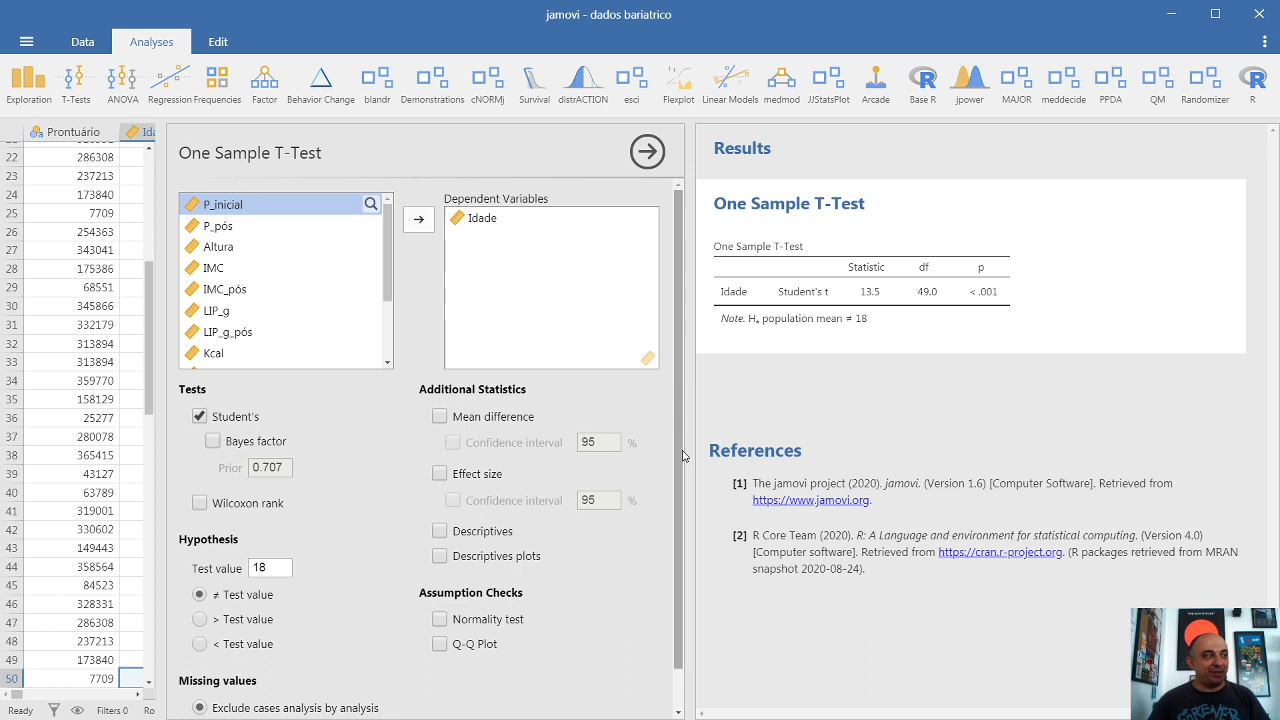 jamovi - dados bariatrico
Data Analyses Edit
Exploration T-Tests ANOVA Regression Frequencies Factor Behavior Change blandr Demonstrations cNORMj Survival distrACTION esci Flexplot Linear Models medmod JJStatsPlot Arcade Base R jpower MAJOR meddecide PPDA QM Randomizer R
Prontuário Ida
22 286308
23 237213
24 173840
25 7709
26 254363
27 343041
28 175386
29 68551
30 345866
31 332179
32 313894
33 313894
34 359770
35 158129
36 25277
37 280078
38 365415
39 43127
40 63789
41 319001
42 330602
43 149443
44 358564
45 84523
46 328331
47 286308
48 237213
49 173840
50 7709
Ready Filters 0 Ro
One Sample T-Test
P_inicial
P_pós
Altura
IMC
IMC_pós
LIP_g
LIP_g_pós
Kcal
Dependent Variables
Idade
Tests
Student's
Bayes factor
Prior 0.707
Wilcoxon rank
Hypothesis
Test value 18
≠ Test value
> Test value
< Test value
Missing values
Exclude cases analysis by analysis
Additional Statistics
Mean difference
Confidence interval 95 %
Effect size
Confidence interval 95 %
Descriptives
Descriptives plots
Assumption Checks
Normality test
Q-Q Plot
Results
One Sample T-Test
One Sample T-Test
Statistic df p
Idade Student's t 13.5 49.0 < .001
Note. Hₐ population mean ≠ 18
References
[1] The jamovi project (2020). jamovi. (Version 1.6) [Computer Software]. Retrieved from
https://www.jamovi.org.
[2] R Core Team (2020). R: A Language and environment for statistical computing. (Version 4.0)
[Computer software]. Retrieved from https://cran.r-project.org. (R packages retrieved from MRAN
snapshot 2020-08-24).